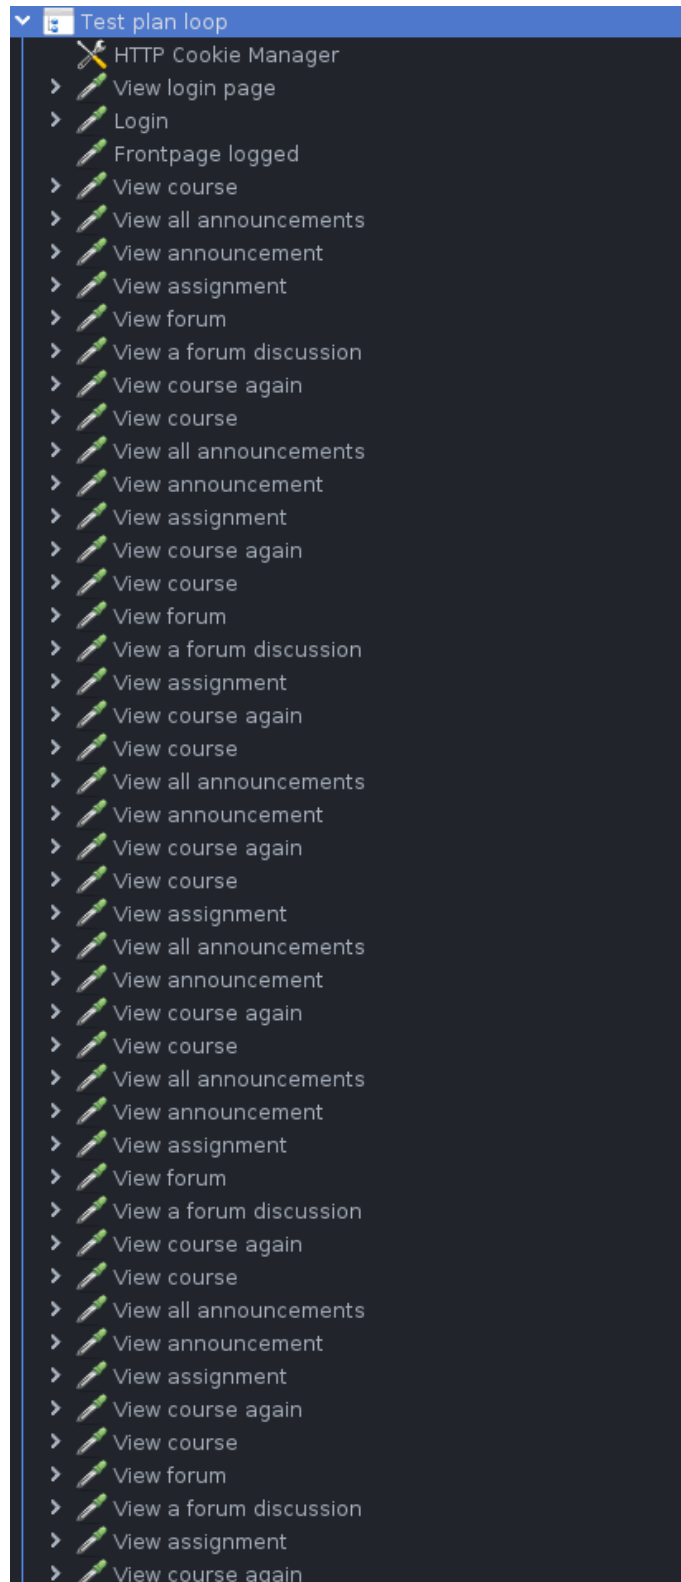 Test plan loop
HTTP Cookie Manager
View login page
Login
Frontpage logged
View course
View all announcements
View announcement
View assignment
View forum
View a forum discussion
View course again
View course
View all announcements
View announcement
View assignment
View course again
View course
View forum
View a forum discussion
View assignment
View course again
View course
View all announcements
View announcement
View course again
View course
View assignment
View all announcements
View announcement
View course again
View course
View all announcements
View announcement
View assignment
View forum
View a forum discussion
View course again
View course
View all announcements
View announcement
View assignment
View course again
View course
View forum
View a forum discussion
View assignment
View course again